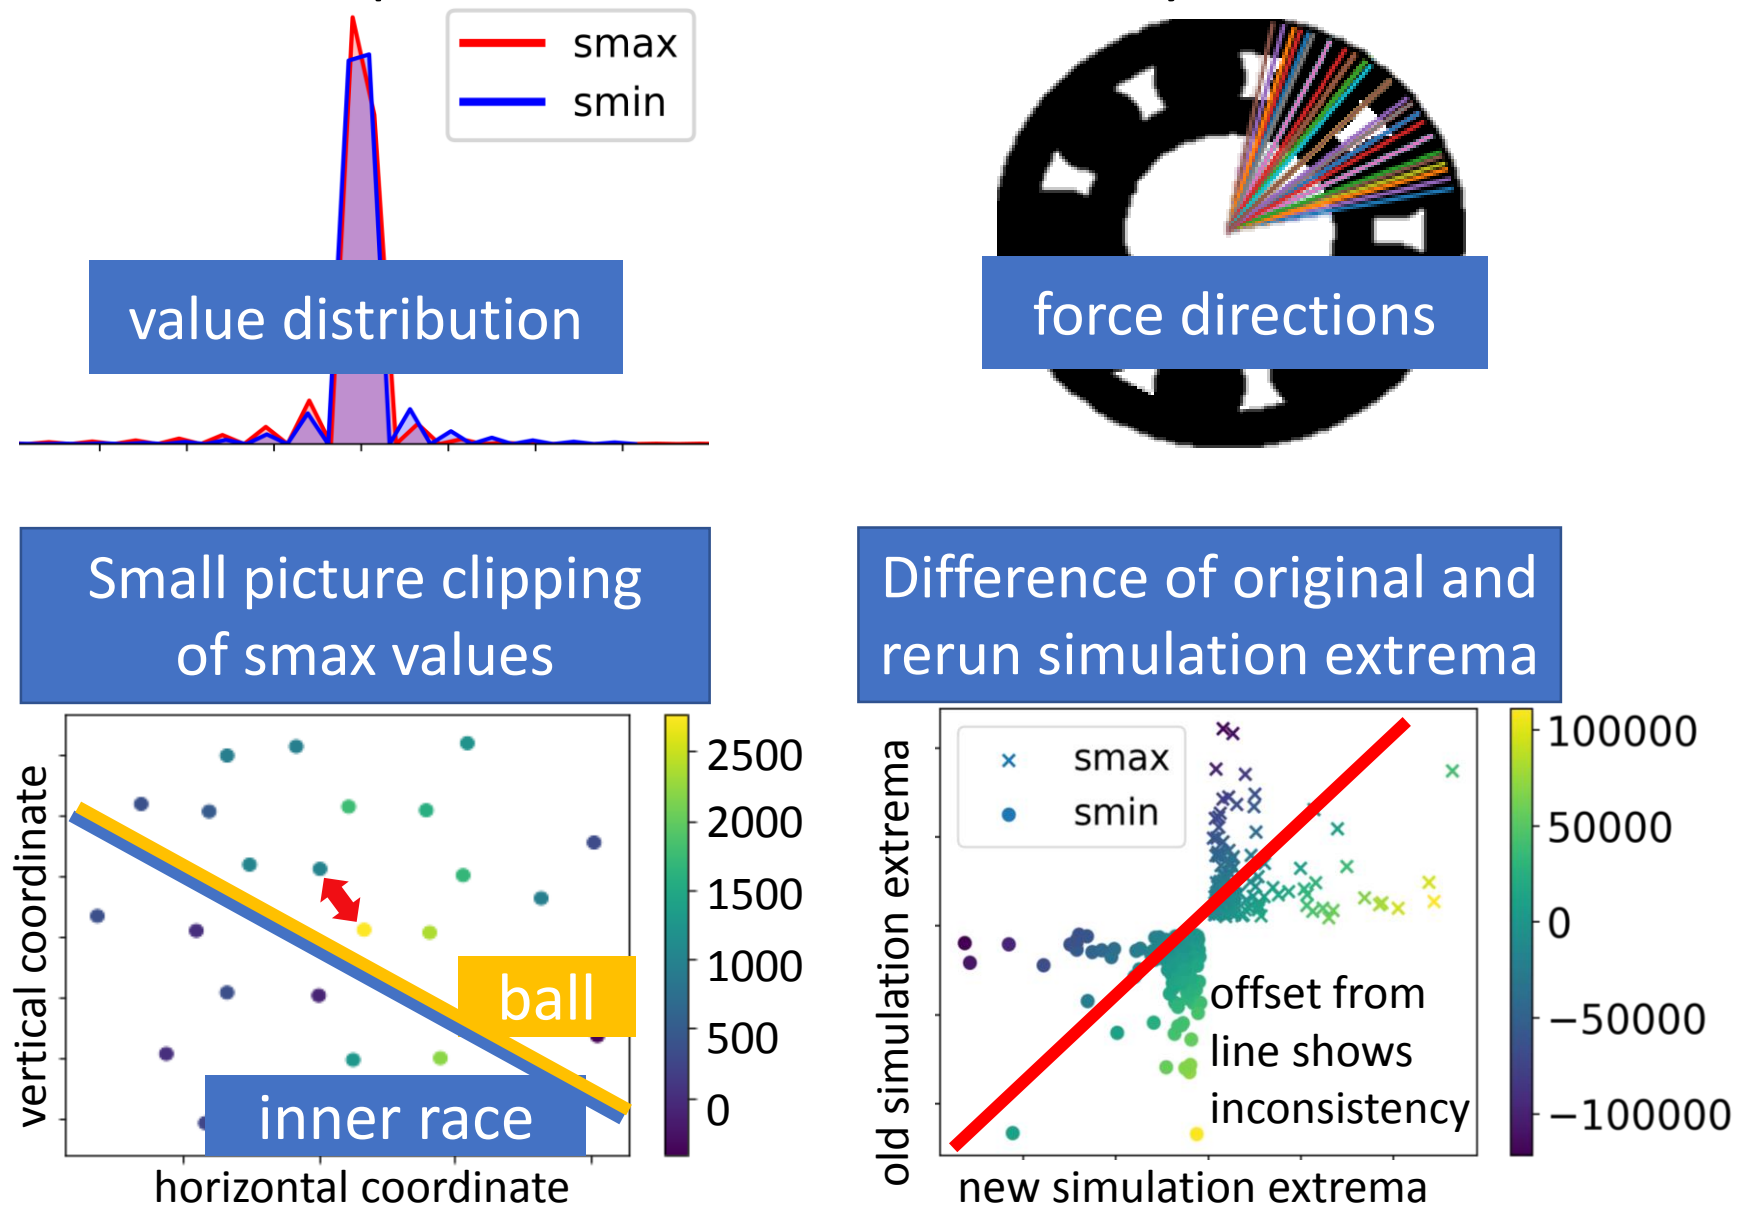 smax
smin
value distribution
force directions
Small picture clipping
of smax values
Difference of original and
rerun simulation extrema
vertical coordinate
2500
2000
1500
1000
500
0
ball
inner race
horizontal coordinate
old simulation extrema
smax
smin
offset from
line shows
inconsistency
100000
50000
0
−50000
−100000
new simulation extrema